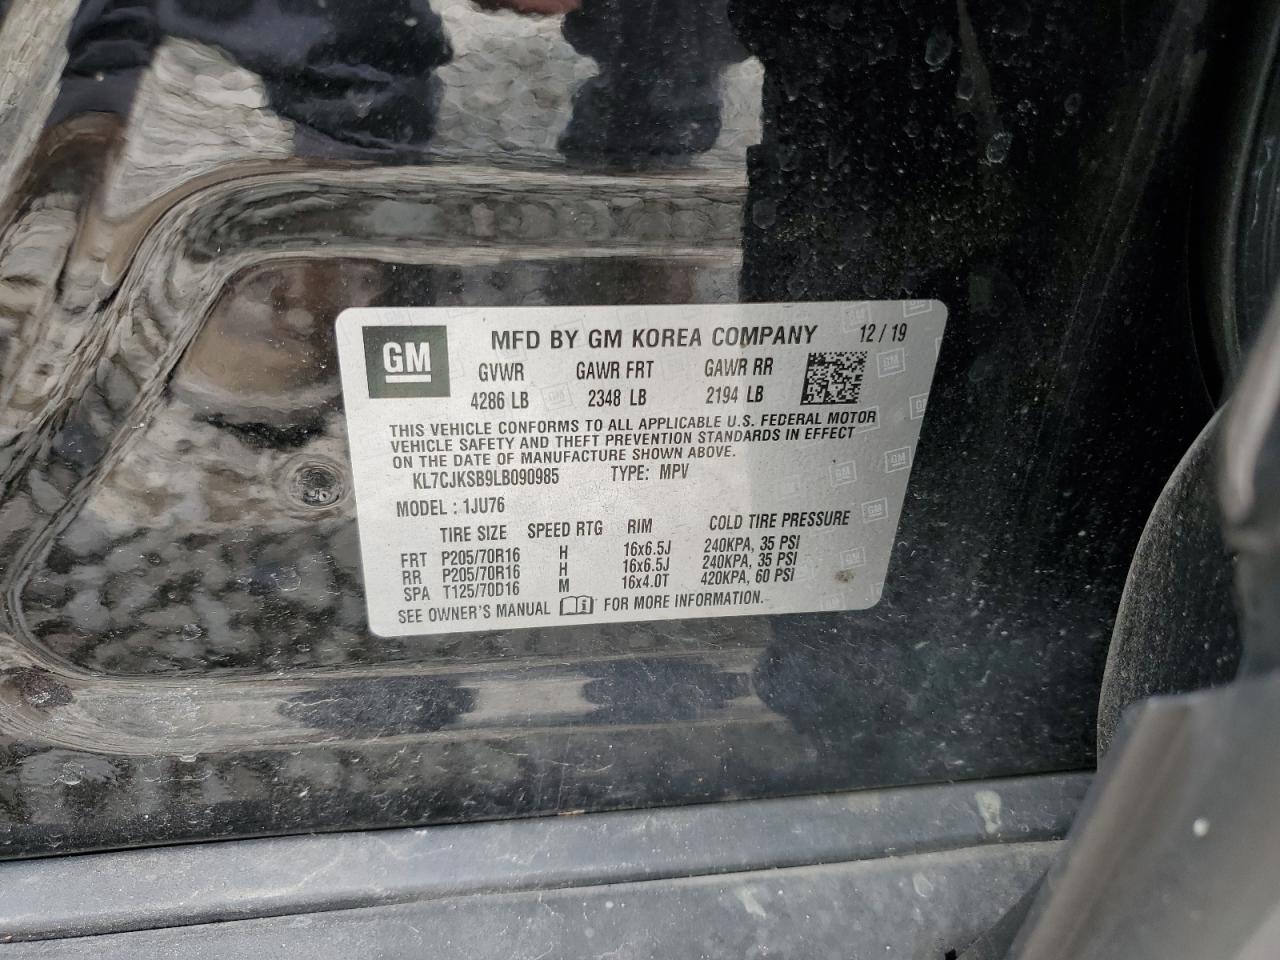 GM
MFD BY GM KOREA COMPANY 12 / 19
GVWR GAWR FRT GAWR RR
4286 LB 2348 LB 2194 LB
THIS VEHICLE CONFORMS TO ALL APPLICABLE U.S. FEDERAL MOTOR
VEHICLE SAFETY AND THEFT PREVENTION STANDARDS IN EFFECT
ON THE DATE OF MANUFACTURE SHOWN ABOVE.
KL7CJKSB9LB090985 TYPE: MPV
MODEL : 1JU76
TIRE SIZE SPEED RTG RIM COLD TIRE PRESSURE
FRT P205/70R16 H 16x6.5J 240KPA, 35 PSI
RR P205/70R16 H 16x6.5J 240KPA, 35 PSI
SPA T125/70D16 M 16x4.0T 420KPA, 60 PSI
SEE OWNER'S MANUAL FOR MORE INFORMATION.